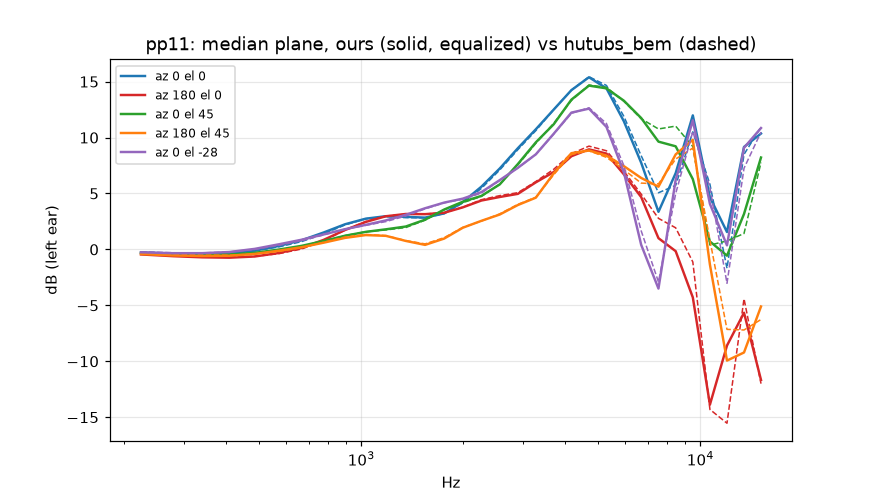 pp11: median plane, ours (solid, equalized) vs hutubs_bem (dashed)
az 0 el 0
az 180 el 0
az 0 el 45
az 180 el 45
az 0 el -28
dB (left ear)
15
10
5
0
−5
−10
−15
10³
10⁴
Hz